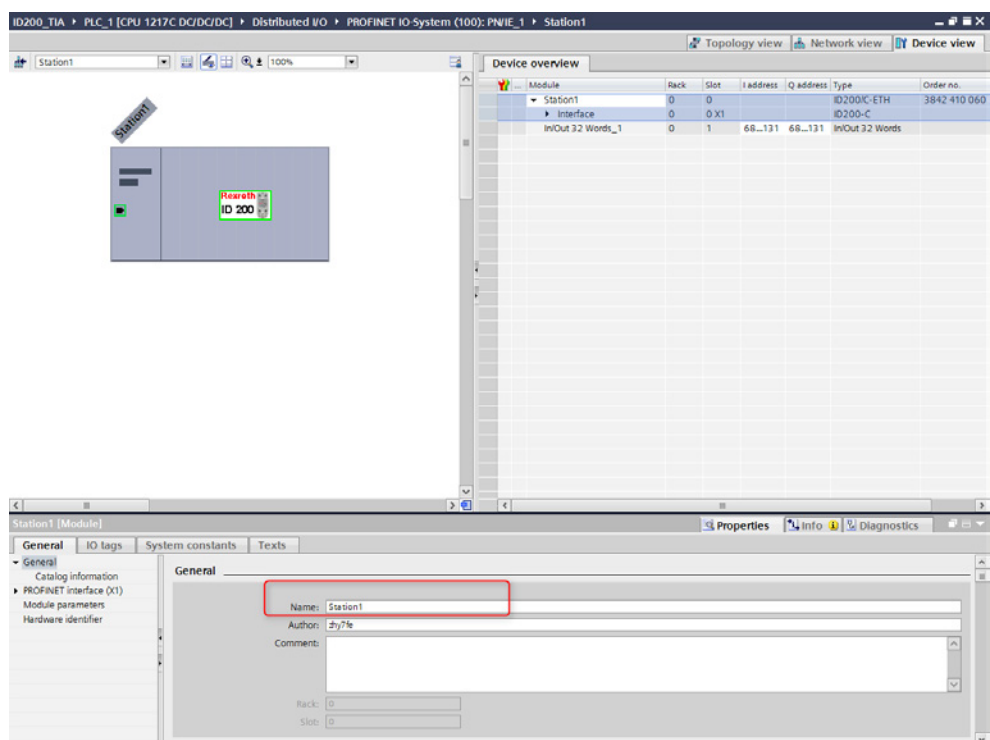 ID200_TIA ▸ PLC_1 [CPU 1217C DC/DC/DC] ▸ Distributed I/O ▸ PROFINET IO-System (100): PN/IE_1 ▸ Station1
Topology view Network view Device view
Station1 100%
Device overview
... Module Rack Slot I address Q address Type Order no.
Station1 0 0 ID200/C-ETH 3842 410 060
Interface 0 0 X1 ID200-C
In/Out 32 Words_1 0 1 68...131 68...131 In/Out 32 Words
Station1
Rexroth
ID 200
Station1 [Module]
Properties Info Diagnostics
General IO tags System constants Texts
General
Catalog information
PROFINET interface (X1)
Module parameters
Hardware identifier
General
Name: Station1
Author: zhy7fe
Comment:
Rack: 0
Slot: 0